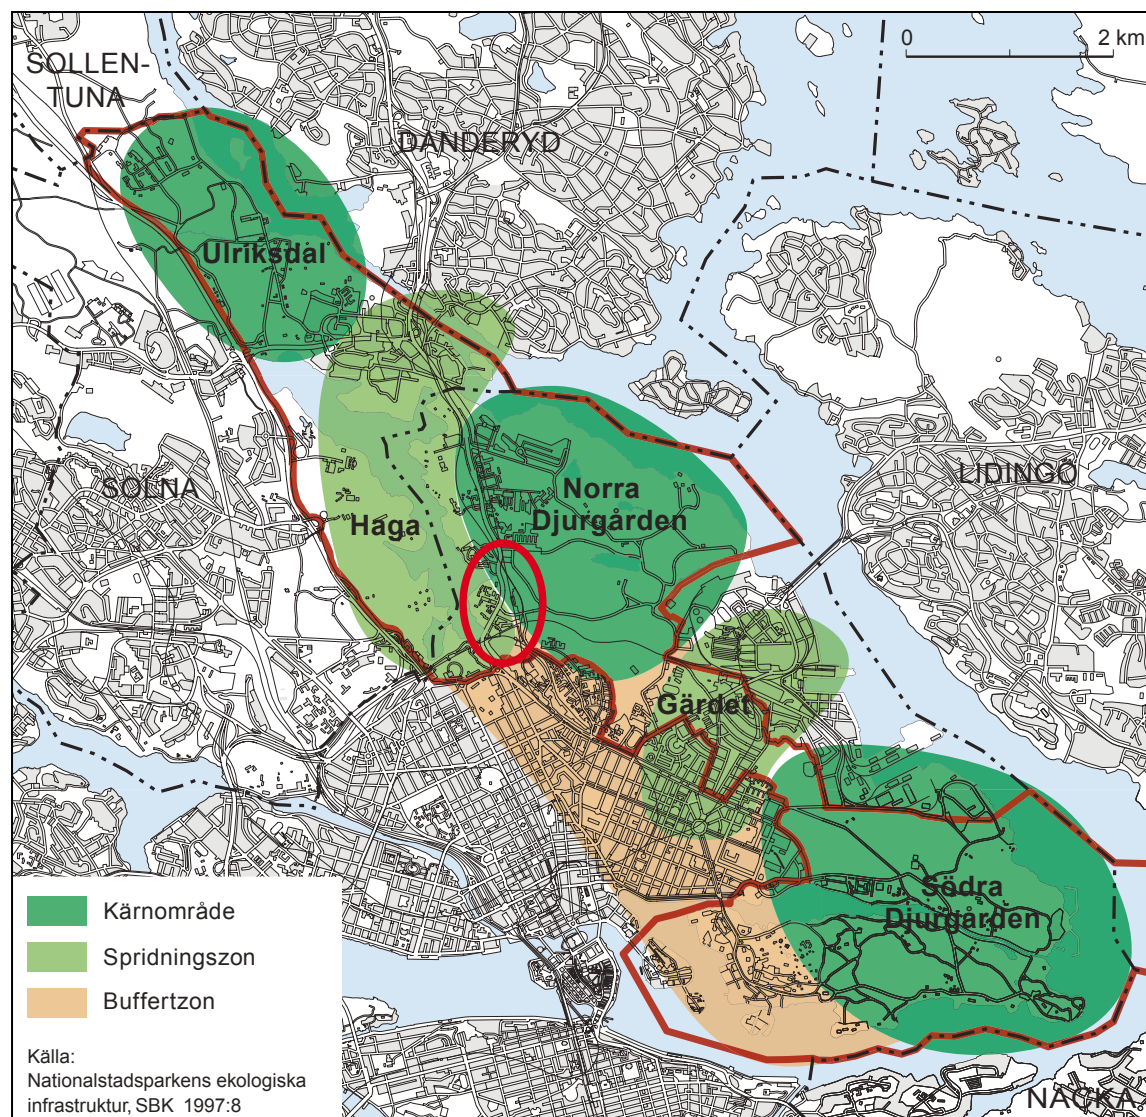 SOLLEN-
TUNA
0 2 km
DANDERYD
Ulriksdal
SOLNA
LIDINGÖ
Norra
Djurgården
Haga
Gärdet
Södra
Djurgården
Kärnområde
Spridningszon
Buffertzon
Källa:
Nationalstadsparkens ekologiska
infrastruktur, SBK 1997:8
NACKA